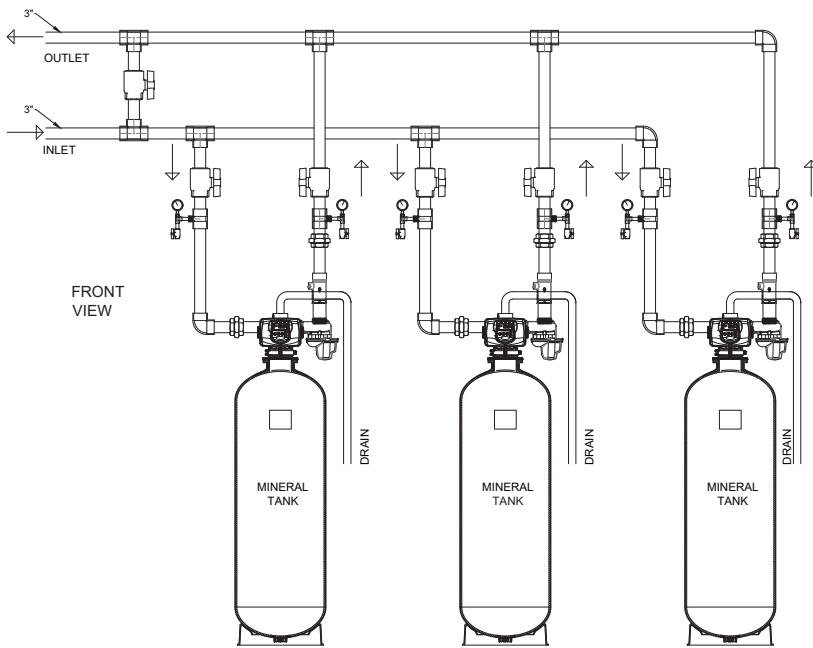 3"
OUTLET
3"
INLET
FRONT
VIEW
DRAIN
DRAIN
DRAIN
MINERAL
TANK
MINERAL
TANK
MINERAL
TANK